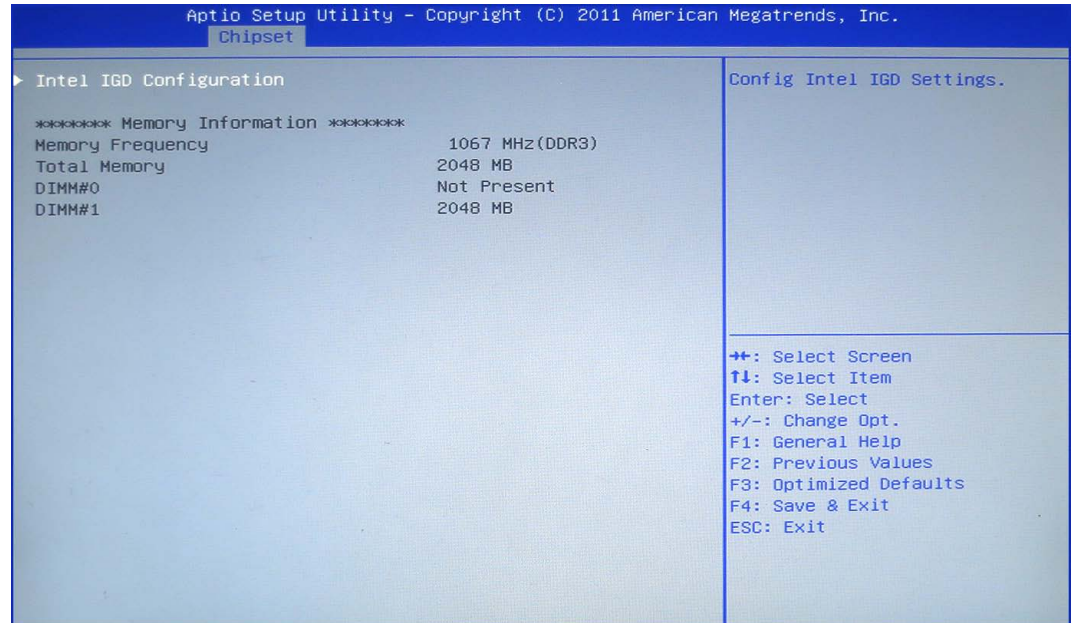 Aptio Setup Utility – Copyright (C) 2011 American Megatrends, Inc.
Chipset
▶ Intel IGD Configuration
******* Memory Information *******
Memory Frequency 1067 MHz(DDR3)
Total Memory 2048 MB
DIMM#0 Not Present
DIMM#1 2048 MB
Config Intel IGD Settings.
→←: Select Screen
↑↓: Select Item
Enter: Select
+/-: Change Opt.
F1: General Help
F2: Previous Values
F3: Optimized Defaults
F4: Save & Exit
ESC: Exit